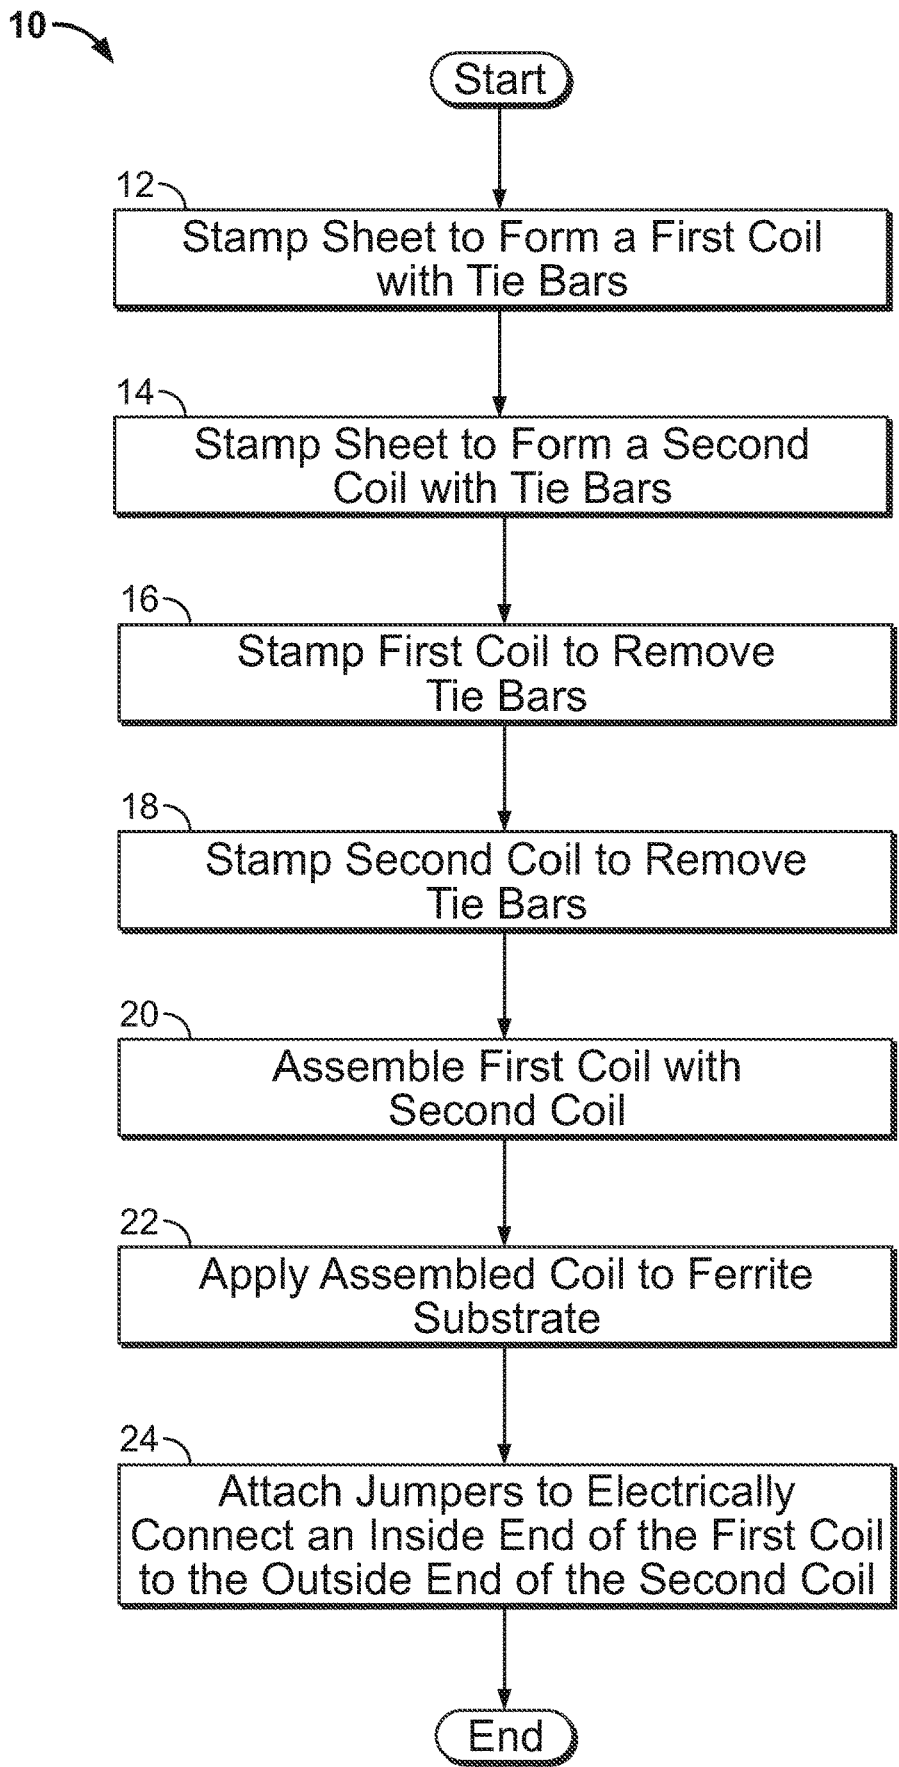 10
Start
12
Stamp Sheet to Form a First Coil
with Tie Bars
14
Stamp Sheet to Form a Second
Coil with Tie Bars
16
Stamp First Coil to Remove
Tie Bars
18
Stamp Second Coil to Remove
Tie Bars
20
Assemble First Coil with
Second Coil
22
Apply Assembled Coil to Ferrite
Substrate
24
Attach Jumpers to Electrically
Connect an Inside End of the First Coil
to the Outside End of the Second Coil
End